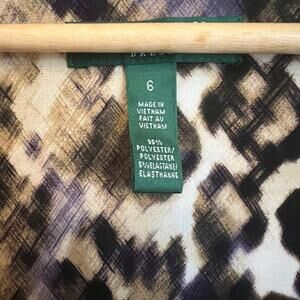 6
MADE IN
VIETNAM
FAIT AU
VIETNAM
95%
POLYESTER/
POLYESTER
5%ELASTANE/
ELASTHANNE